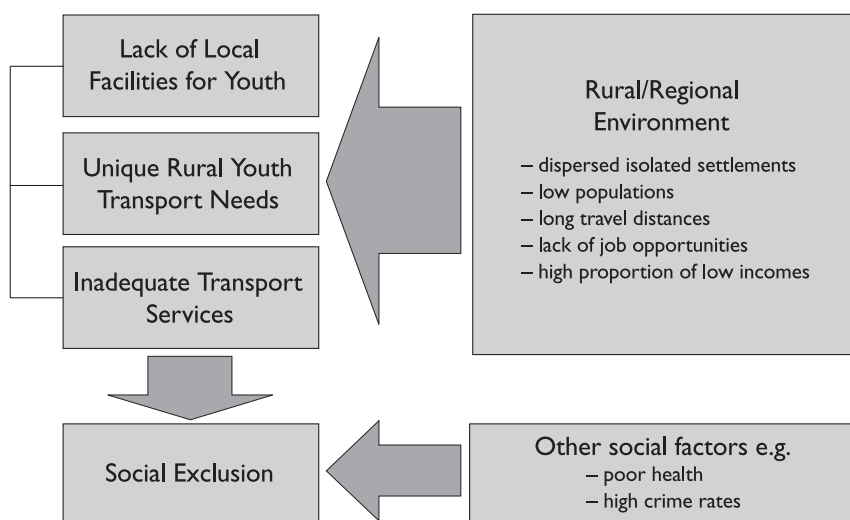 Lack of Local
Facilities for Youth
Unique Rural Youth
Transport Needs
Inadequate Transport
Services
Social Exclusion
Rural/Regional
Environment
– dispersed isolated settlements
– low populations
– long travel distances
– lack of job opportunities
– high proportion of low incomes
Other social factors e.g.
– poor health
– high crime rates